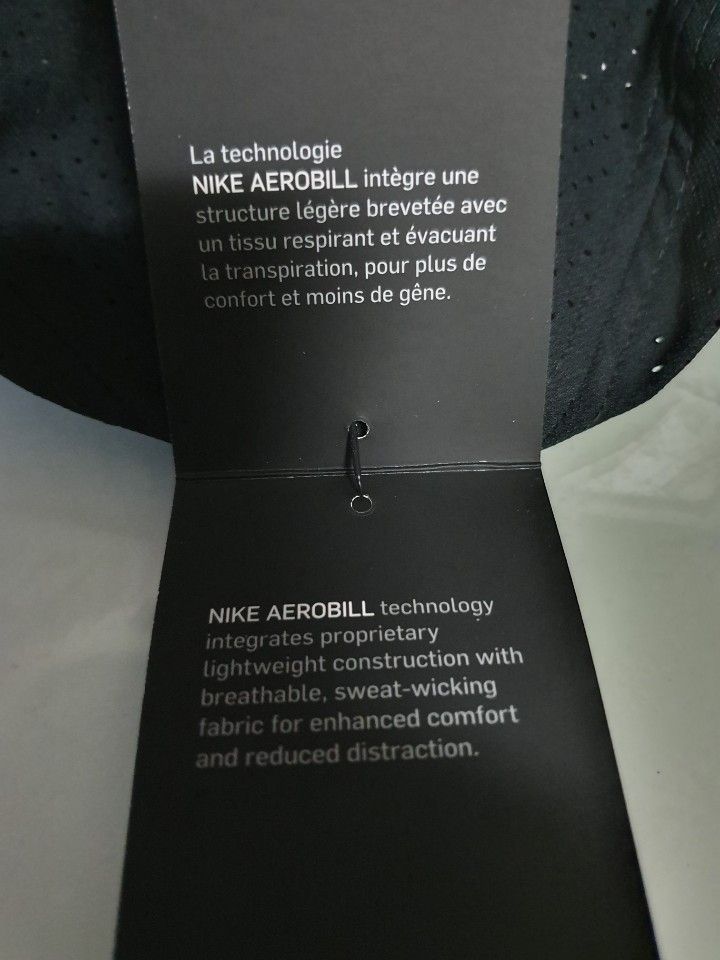 La technologie
NIKE AEROBILL intègre une
structure légère brevetée avec
un tissu respirant et évacuant
la transpiration, pour plus de
confort et moins de gêne.
NIKE AEROBILL technology
integrates proprietary
lightweight construction with
breathable, sweat-wicking
fabric for enhanced comfort
and reduced distraction.